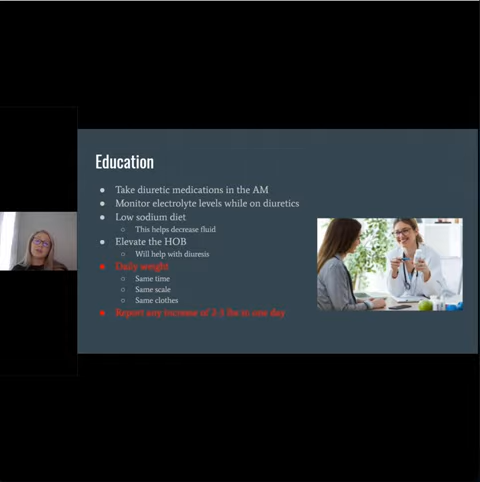 Education
Take diuretic medications in the AM
Monitor electrolyte levels while on diuretics
Low sodium diet
This helps decrease fluid
Elevate the HOB
Will help with diuresis
Daily weight
Same time
Same scale
Same clothes
Report any increase of 2-3 lbs in one day